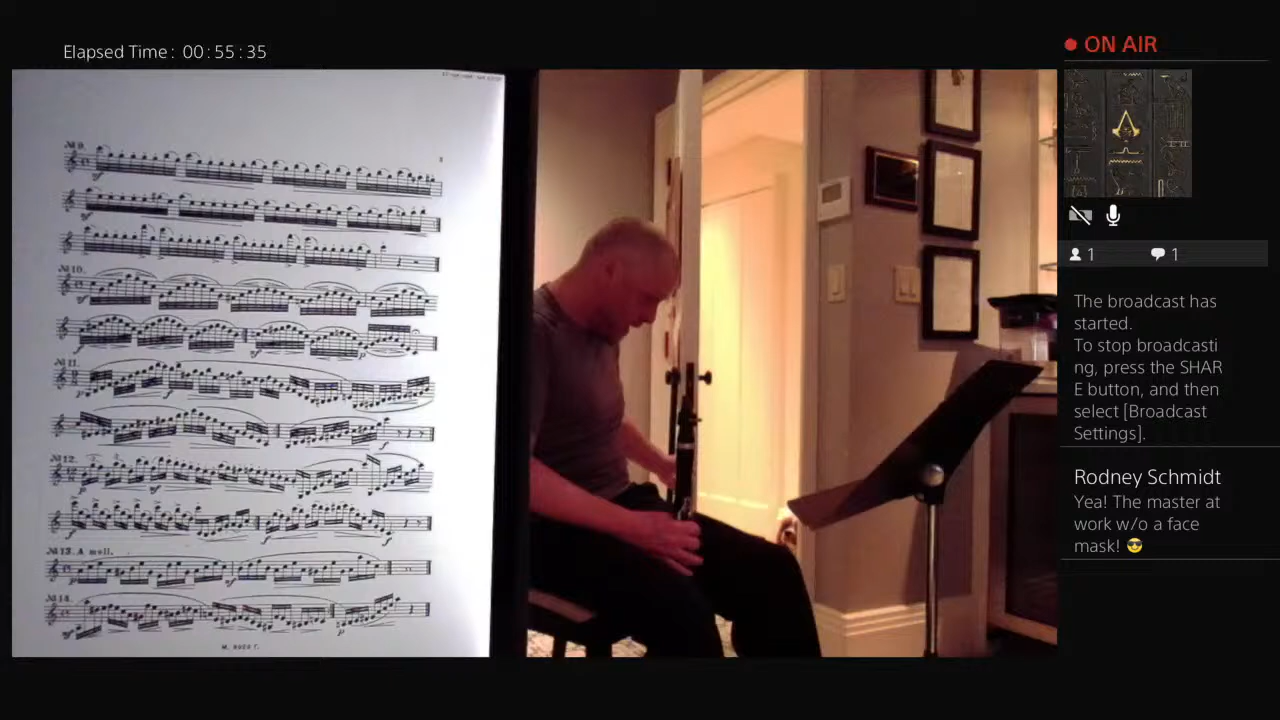 Elapsed Time: 00:55:35
ON AIR
1
1
The broadcast has
started.
To stop broadcasti
ng, press the SHAR
E button, and then
select [Broadcast
Settings].
Rodney Schmidt
Yea! The master at
work w/o a face
mask! 😎
3
№ 9.
№ 10.
p
№ 11.
p
f
№ 12.
p
№ 13. A moll.
№ 14.
p